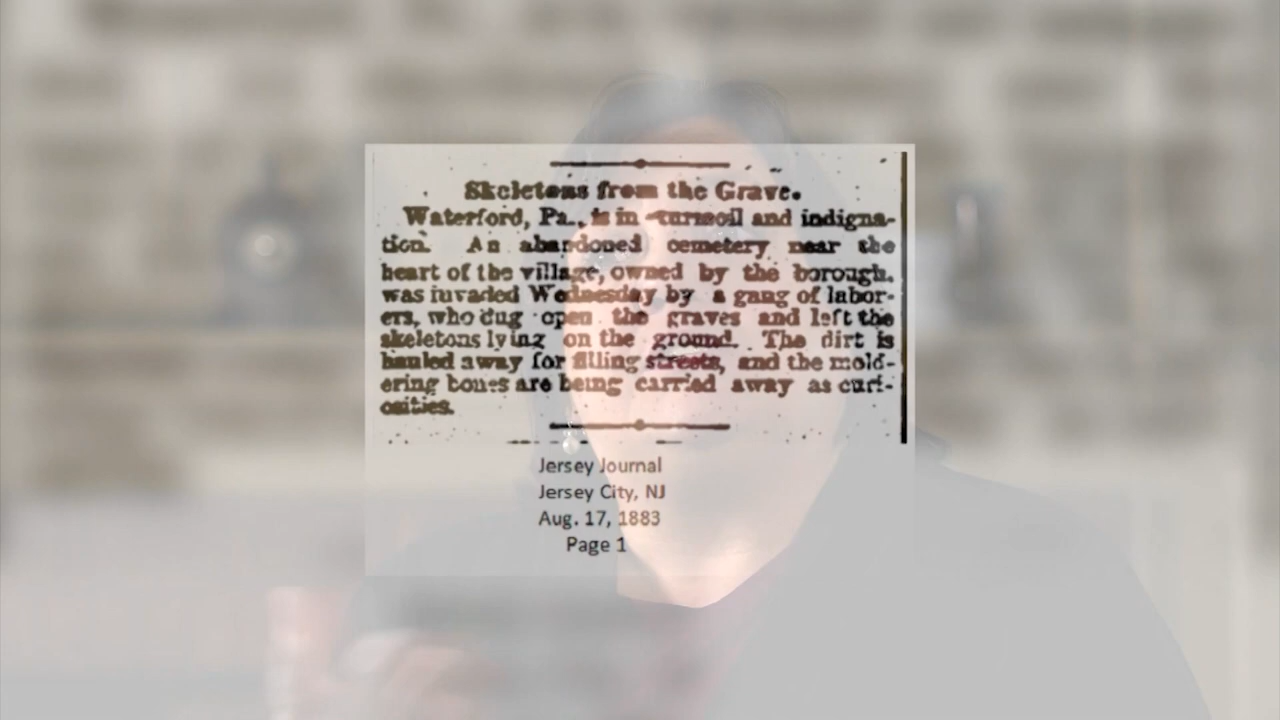 Skeletons from the Grave.
Waterford, Pa., is in turmoil and indigna-
tion. An abandoned cemetery near the
heart of the village, owned by the borough,
was invaded Wednesday by a gang of labor-
ers, who dug open the graves and left the
skeletons lying on the ground. The dirt is
hauled away for filling streets, and the mold-
ering bones are being carried away as curi-
osities.
Jersey Journal
Jersey City, NJ
Aug. 17, 1883
Page 1